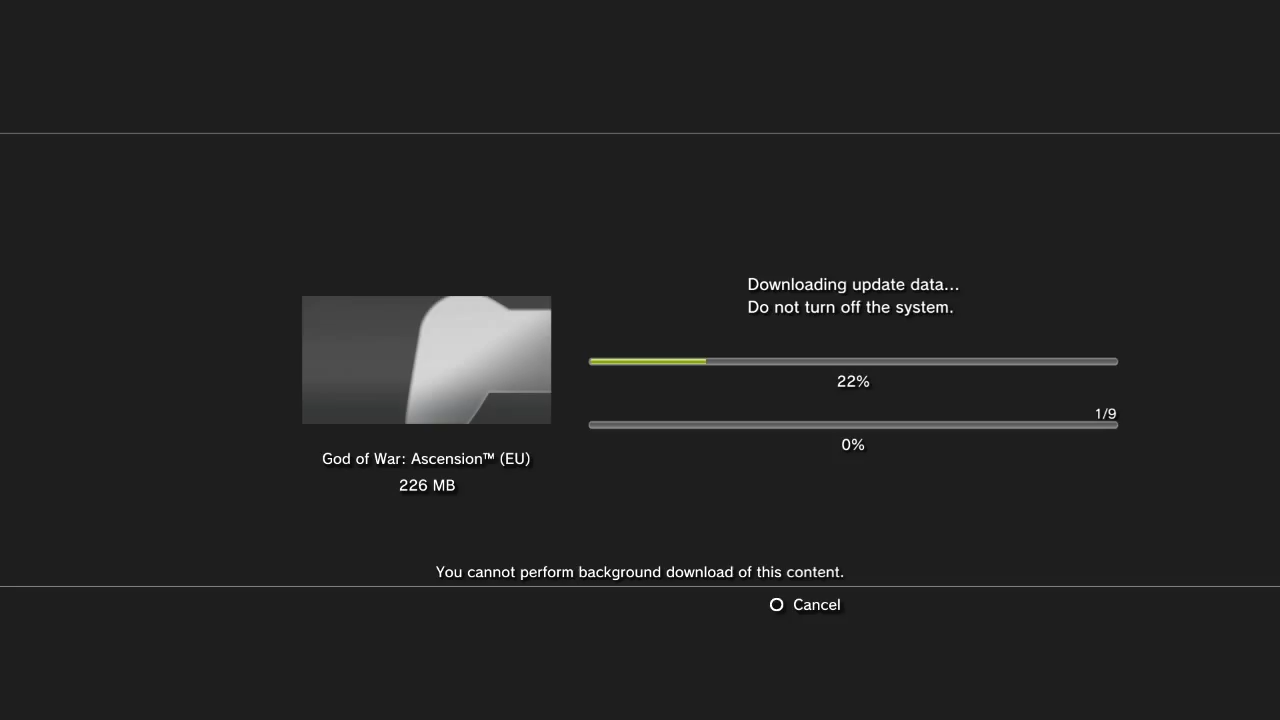 Downloading update data...
Do not turn off the system.
22%
1/9
0%
God of War: Ascension™ (EU)
226 MB
You cannot perform background download of this content.
Cancel